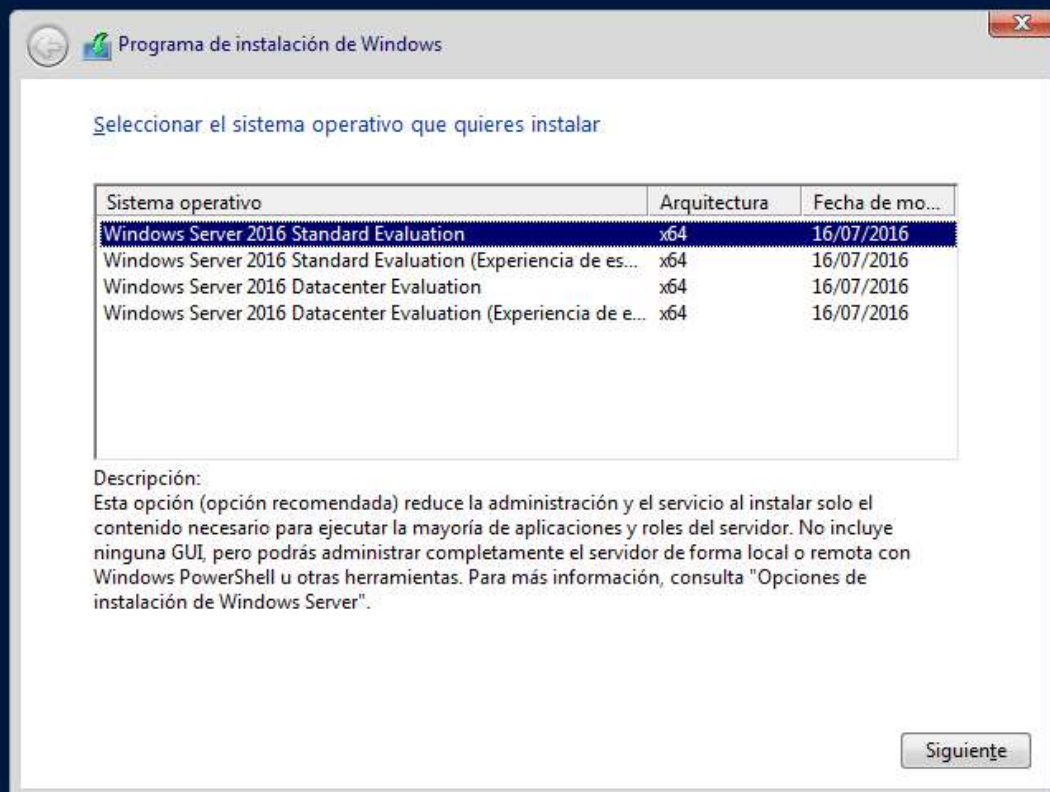 Programa de instalación de Windows
Seleccionar el sistema operativo que quieres instalar
Sistema operativo Arquitectura Fecha de mo...
Windows Server 2016 Standard Evaluation x64 16/07/2016
Windows Server 2016 Standard Evaluation (Experiencia de es... x64 16/07/2016
Windows Server 2016 Datacenter Evaluation x64 16/07/2016
Windows Server 2016 Datacenter Evaluation (Experiencia de e... x64 16/07/2016
Descripción:
Esta opción (opción recomendada) reduce la administración y el servicio al instalar solo el
contenido necesario para ejecutar la mayoría de aplicaciones y roles del servidor. No incluye
ninguna GUI, pero podrás administrar completamente el servidor de forma local o remota con
Windows PowerShell u otras herramientas. Para más información, consulta "Opciones de
instalación de Windows Server".
Siguiente